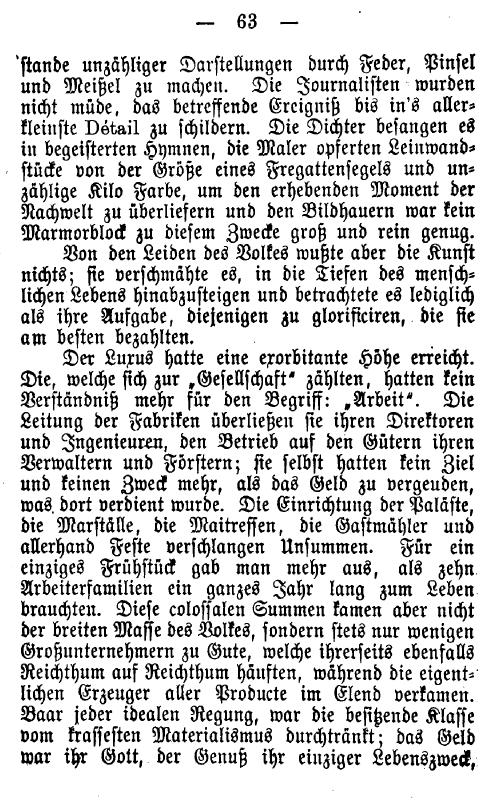 — 63 —
stande unzähliger Darstellungen durch Feder, Pinsel
und Meißel zu machen. Die Journalisten wurden
nicht müde, das betreffende Ereigniß bis in's aller-
kleinste Détail zu schildern. Die Dichter besangen es
in begeisterten Hymnen, die Maler opferten Leinwand-
stücke von der Größe eines Fregattensegels und un-
zählige Kilo Farbe, um den erhebenden Moment der
Nachwelt zu überliefern und den Bildhauern war kein
Marmorblock zu diesem Zwecke groß und rein genug.
Von den Leiden des Volkes wußte aber die Kunst
nichts; sie verschmähte es, in die Tiefen des mensch-
lichen Lebens hinabzusteigen und betrachtete es lediglich
als ihre Aufgabe, diejenigen zu glorificiren, die sie
am besten bezahlten.
Der Luxus hatte eine exorbitante Höhe erreicht.
Die, welche sich zur „Gesellschaft“ zählten, hatten kein
Verständniß mehr für den Begriff: „Arbeit“. Die
Leitung der Fabriken überließen sie ihren Direktoren
und Ingenieuren, den Betrieb auf den Gütern ihren
Verwaltern und Förstern; sie selbst hatten kein Ziel
und keinen Zweck mehr, als das Geld zu vergeuden,
was dort verdient wurde. Die Einrichtung der Paläste,
die Marställe, die Maitressen, die Gastmähler und
allerhand Feste verschlangen Unsummen. Für ein
einziges Frühstück gab man mehr aus, als zehn
Arbeiterfamilien ein ganzes Jahr lang zum Leben
brauchten. Diese colossalen Summen kamen aber nicht
der breiten Masse des Volkes, sondern stets nur wenigen
Großunternehmern zu Gute, welche ihrerseits ebenfalls
Reichthum auf Reichthum häuften, während die eigent-
lichen Erzeuger aller Producte im Elend verkamen.
Baar jeder idealen Regung, war die besitzende Klasse
vom krassesten Materialismus durchtränkt; das Geld
war ihr Gott, der Genuß ihr einziger Lebenszweck,